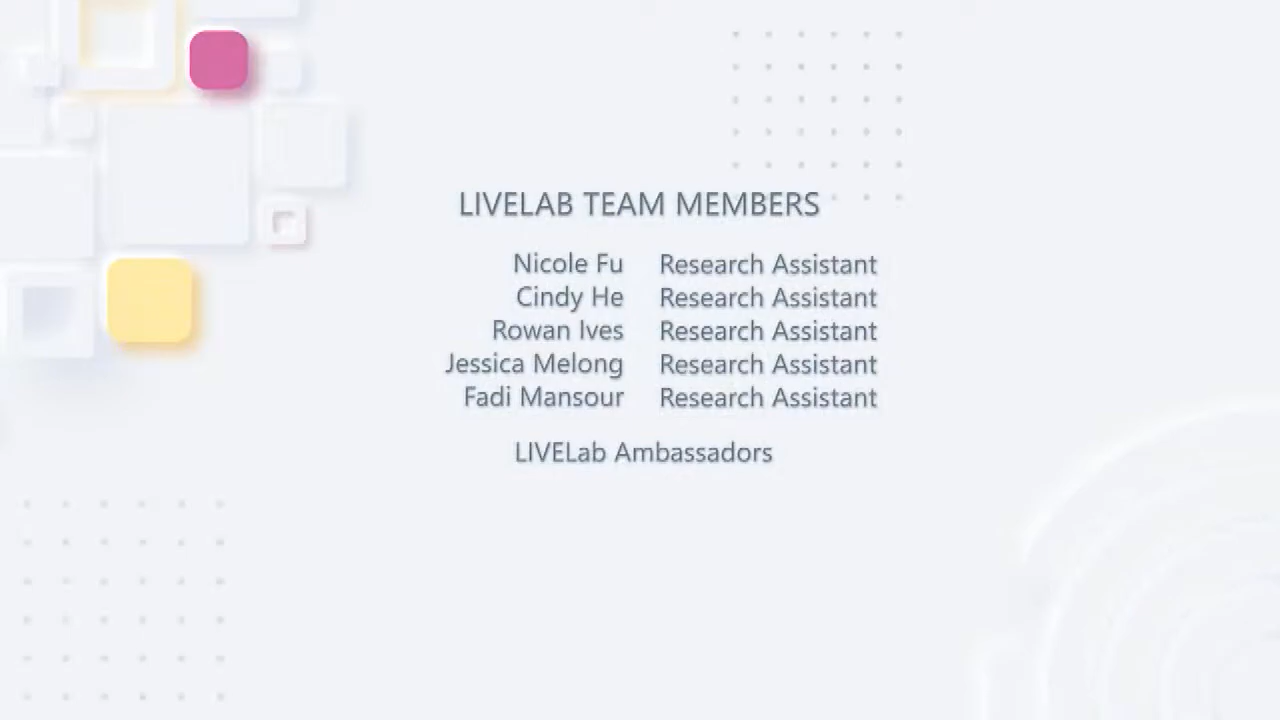 LIVELAB TEAM MEMBERS
Nicole Fu Research Assistant
Cindy He Research Assistant
Rowan Ives Research Assistant
Jessica Melong Research Assistant
Fadi Mansour Research Assistant
LIVELab Ambassadors